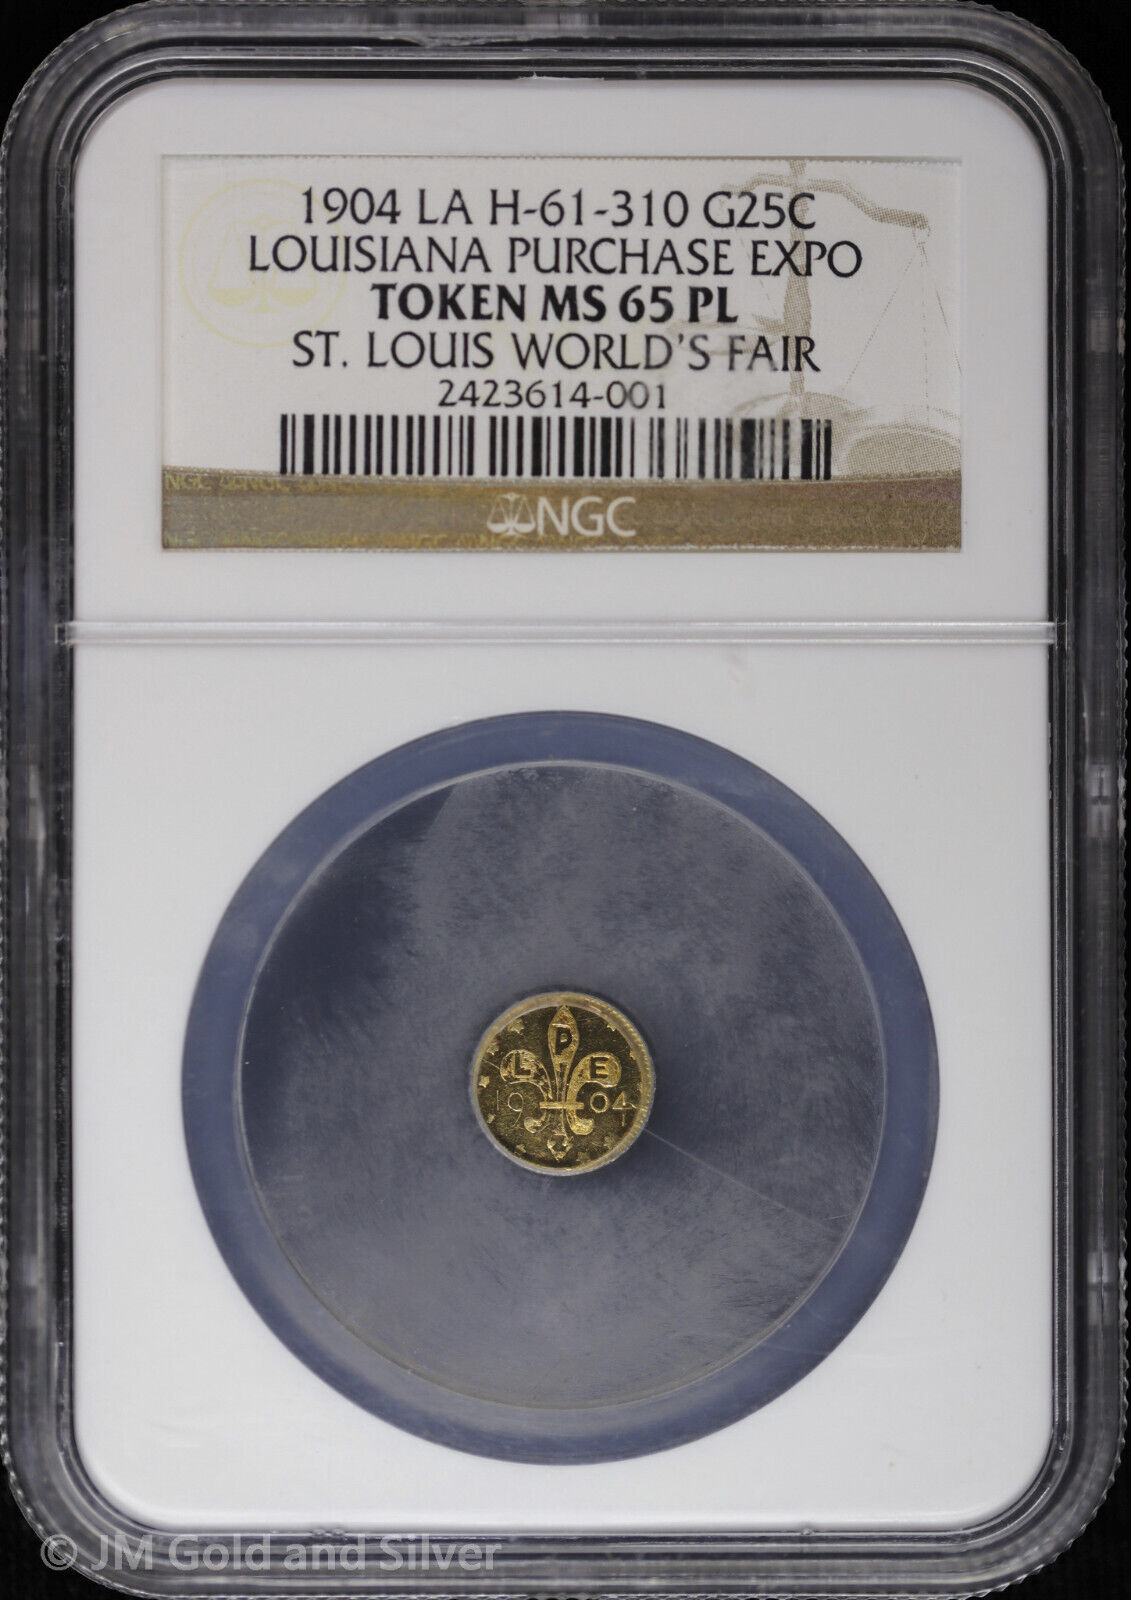 1904 LA H-61-310 G25C
LOUISIANA PURCHASE EXPO
TOKEN MS 65 PL
ST. LOUIS WORLD'S FAIR
2423614-001
NGC
P
L E
1904
© JM Gold and Silver